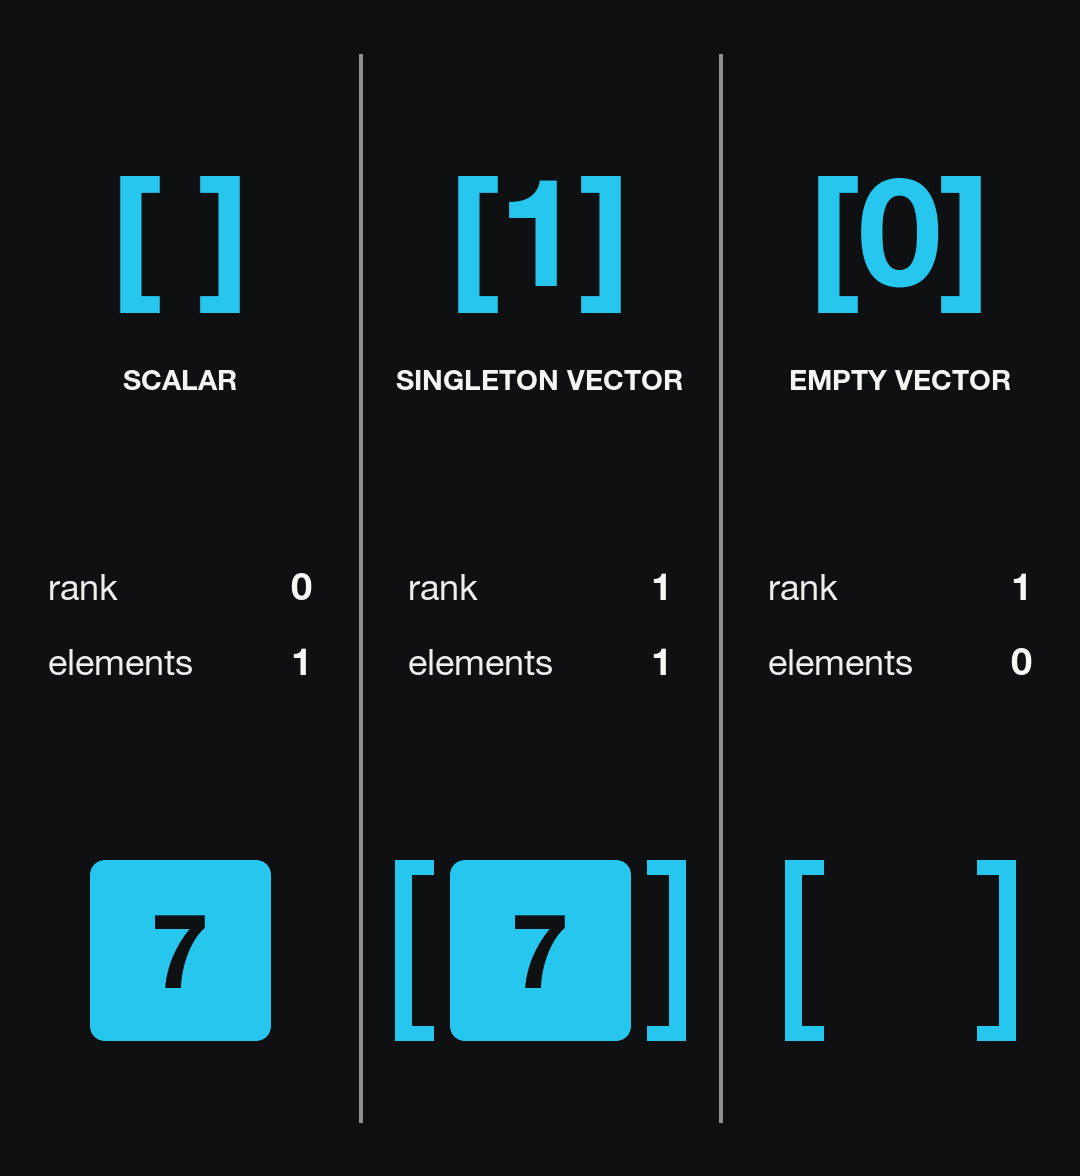 [ ]
SCALAR
rank 0
elements 1
7
[1]
SINGLETON VECTOR
rank 1
elements 1
[7]
[0]
EMPTY VECTOR
rank 1
elements 0
[ ]